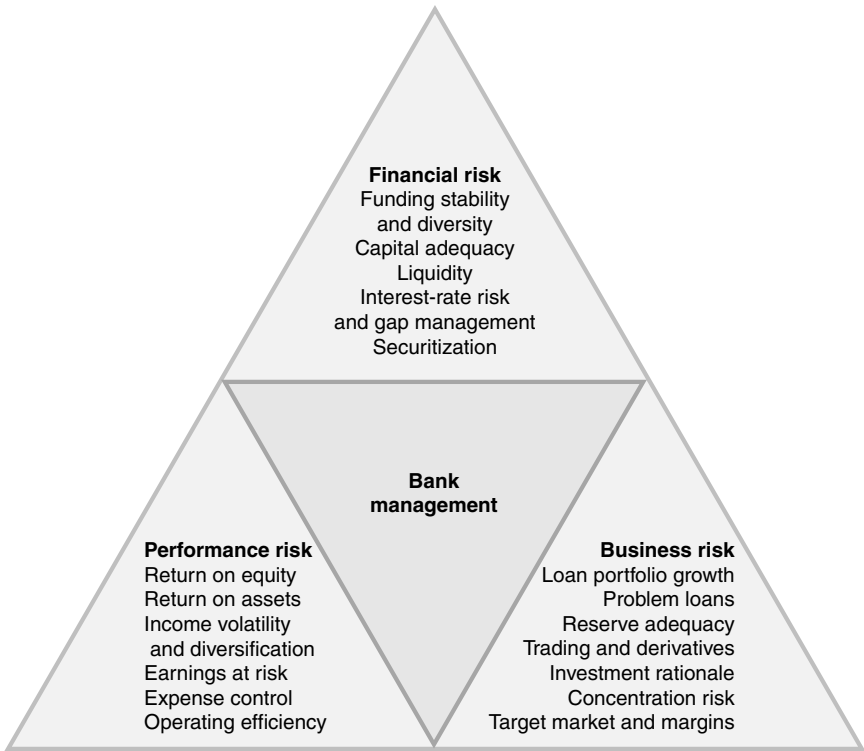 Financial risk
Funding stability
and diversity
Capital adequacy
Liquidity
Interest-rate risk
and gap management
Securitization
Bank
management
Performance risk
Return on equity
Return on assets
Income volatility
and diversification
Earnings at risk
Expense control
Operating efficiency
Business risk
Loan portfolio growth
Problem loans
Reserve adequacy
Trading and derivatives
Investment rationale
Concentration risk
Target market and margins